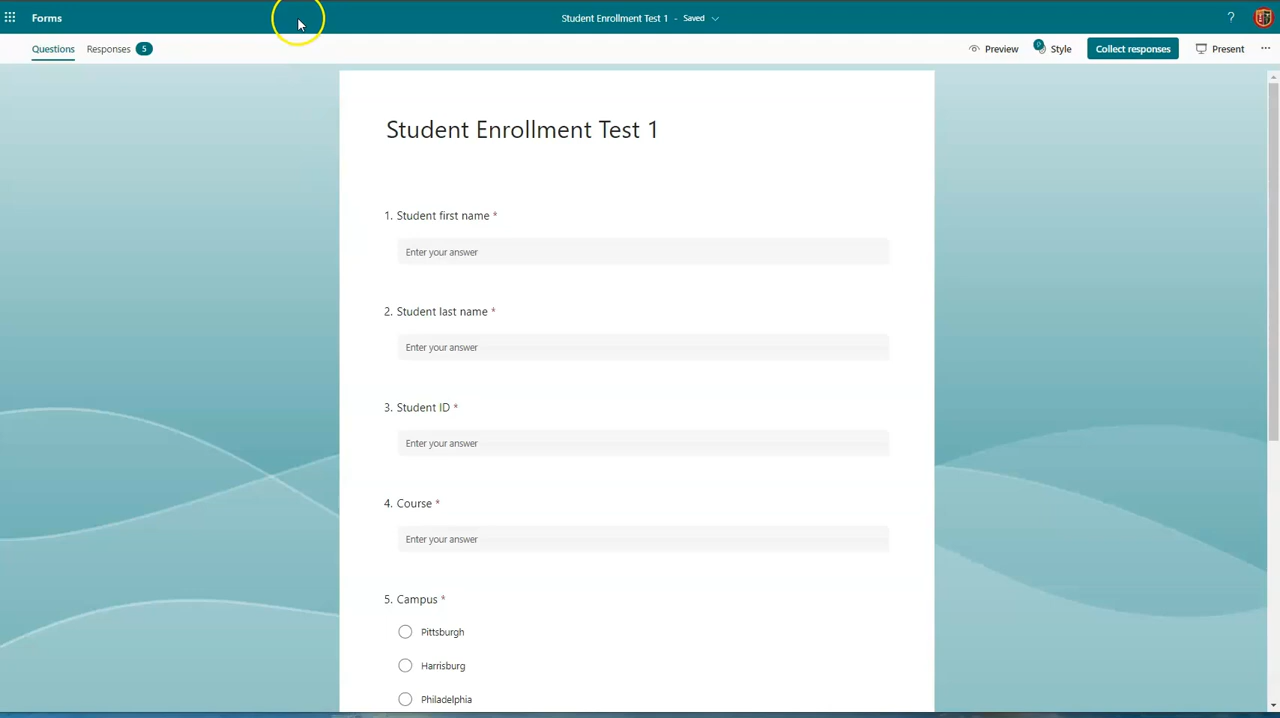 Forms
Student Enrollment Test 1 - Saved
?
Questions
Responses 5
Preview
Style
Collect responses
Present
...
Student Enrollment Test 1
1. Student first name *
Enter your answer
2. Student last name *
Enter your answer
3. Student ID *
Enter your answer
4. Course *
Enter your answer
5. Campus *
Pittsburgh
Harrisburg
Philadelphia